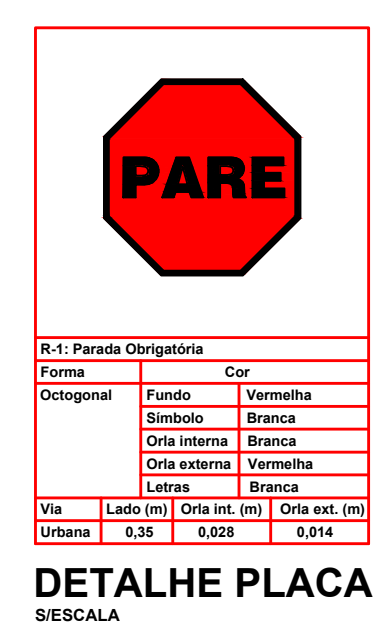 PARE
R-1: Parada Obrigatória
Forma Cor
Octogonal Fundo Vermelha
Símbolo Branca
Orla interna Branca
Orla externa Vermelha
Letras Branca
Via Lado (m) Orla int. (m) Orla ext. (m)
Urbana 0,35 0,028 0,014
DETALHE PLACA
S/ESCALA